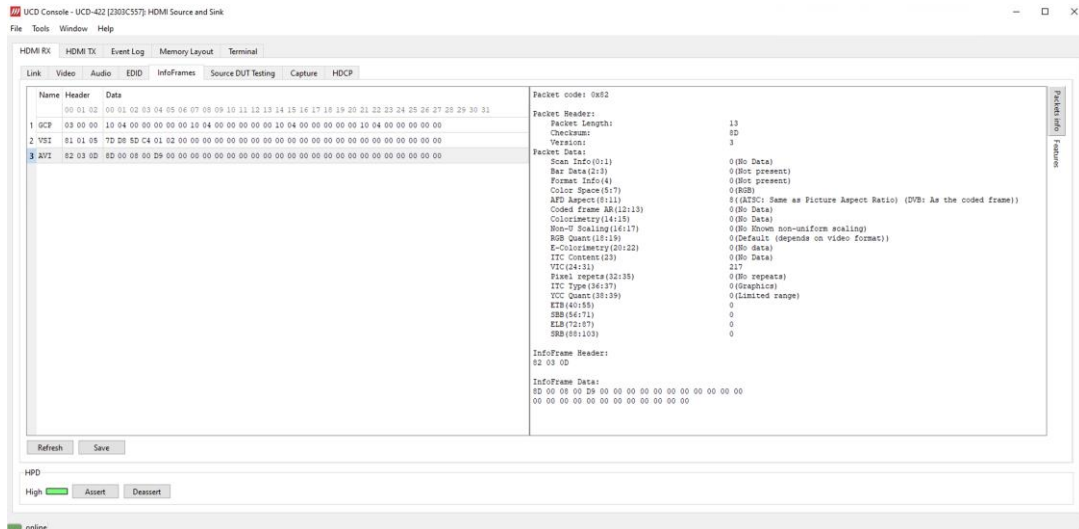 UCD Console - UCD-422 [2303C557]: HDMI Source and Sink
File Tools Window Help
HDMI RX HDMI TX Event Log Memory Layout Terminal
Link Video Audio EDID InfoFrames Source DUT Testing Capture HDCP
Name Header Data
00 01 02 00 01 02 03 04 05 06 07 08 09 10 11 12 13 14 15 16 17 18 19 20 21 22 23 24 25 26 27 28 29 30 31
1 GCP 03 00 00 10 04 00 00 00 00 00 10 04 00 00 00 00 00 10 04 00 00 00 00 00 10 04 00 00 00 00 00
2 VSI 81 01 05 7D D8 5D C4 01 02 00 00 00 00 00 00 00 00 00 00 00 00 00 00 00 00 00 00 00 00 00 00
3 AVI 82 03 0D 8D 00 08 00 D9 00 00 00 00 00 00 00 00 00 00 00 00 00 00 00 00 00 00 00 00 00 00 00
Packet code: 0x82
Packet Header:
Packet Length: 13
Checksum: 8D
Version: 3
Packet Data:
Scan Info(0:1) 0(No Data)
Bar Data(2:3) 0(Not present)
Format Info(4) 0(Not present)
Color Space(5:7) 0(RGB)
AFD Aspect(8:11) 8((ATSC: Same as Picture Aspect Ratio) (DVB: As the coded frame))
Coded frame AR(12:13) 0(No Data)
Colorimetry(14:15) 0(No Data)
Non-U Scaling(16:17) 0(No Known non-uniform scaling)
RGB Quant(18:19) 0(Default (depends on video format))
E-Colorimetry(20:22) 0(No data)
ITC Content(23) 0(No Data)
VIC(24:31) 217
Pixel repets(32:35) 0(No repeats)
ITC Type(36:37) 0(Graphics)
YCC Quant(38:39) 0(Limited range)
ETB(40:55) 0
SBB(56:71) 0
ELB(72:87) 0
SRB(88:103) 0
InfoFrame Header:
82 03 0D
InfoFrame Data:
8D 00 08 00 D9 00 00 00 00 00 00 00 00 00 00 00
00 00 00 00 00 00 00 00 00 00 00 00
Packets info
Features
Refresh Save
HPD
High Assert Deassert
online